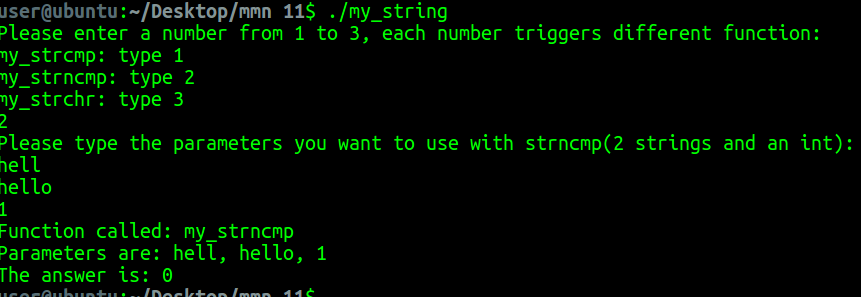 user@ubuntu:~/Desktop/mmn 11$ ./my_string
Please enter a number from 1 to 3, each number triggers different function:
my_strcmp: type 1
my_strncmp: type 2
my_strchr: type 3
2
Please type the parameters you want to use with strncmp(2 strings and an int):
hell
hello
1
Function called: my_strncmp
Parameters are: hell, hello, 1
The answer is: 0
user@ubuntu:~/Desktop/mmn 11$